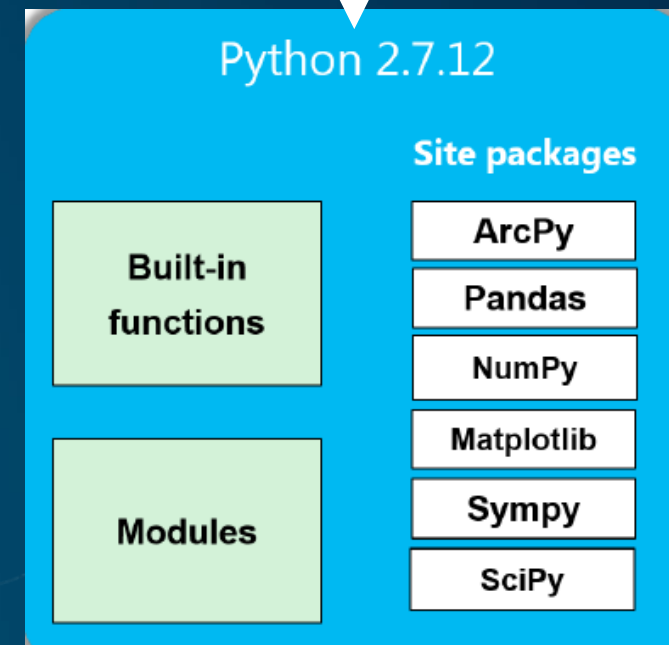 Python 2.7.12
Site packages
Built-in
functions
Modules
ArcPy
Pandas
NumPy
Matplotlib
Sympy
SciPy